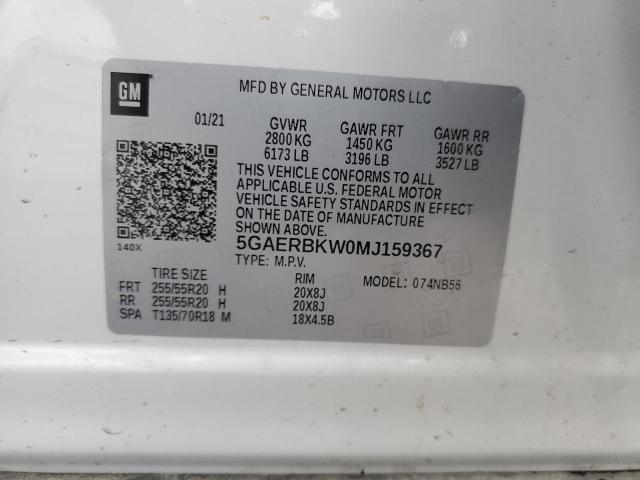 GM
MFD BY GENERAL MOTORS LLC
01/21 GVWR GAWR FRT GAWR RR
2800 KG 1450 KG 1600 KG
6173 LB 3196 LB 3527 LB
THIS VEHICLE CONFORMS TO ALL
APPLICABLE U.S. FEDERAL MOTOR
VEHICLE SAFETY STANDARDS IN EFFECT
ON THE DATE OF MANUFACTURE
SHOWN ABOVE.
140X
5GAERBKW0MJ159367
TYPE: M.P.V. MODEL: 074NB56
TIRE SIZE RIM
FRT 255/55R20 H 20X8J
RR 255/55R20 H 20X8J
SPA T135/70R18 M 18X4.5B